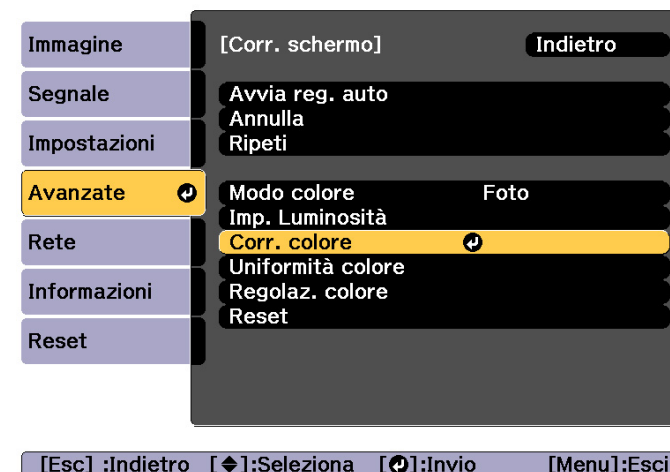 Immagine
Segnale
Impostazioni
Avanzate
Rete
Informazioni
Reset
[Corr. schermo] Indietro
Avvia reg. auto
Annulla
Ripeti
Modo colore Foto
Imp. Luminosità
Corr. colore
Uniformità colore
Regolaz. colore
Reset
[Esc] :Indietro [◆]:Seleziona [↵]:Invio [Menu]:Esci